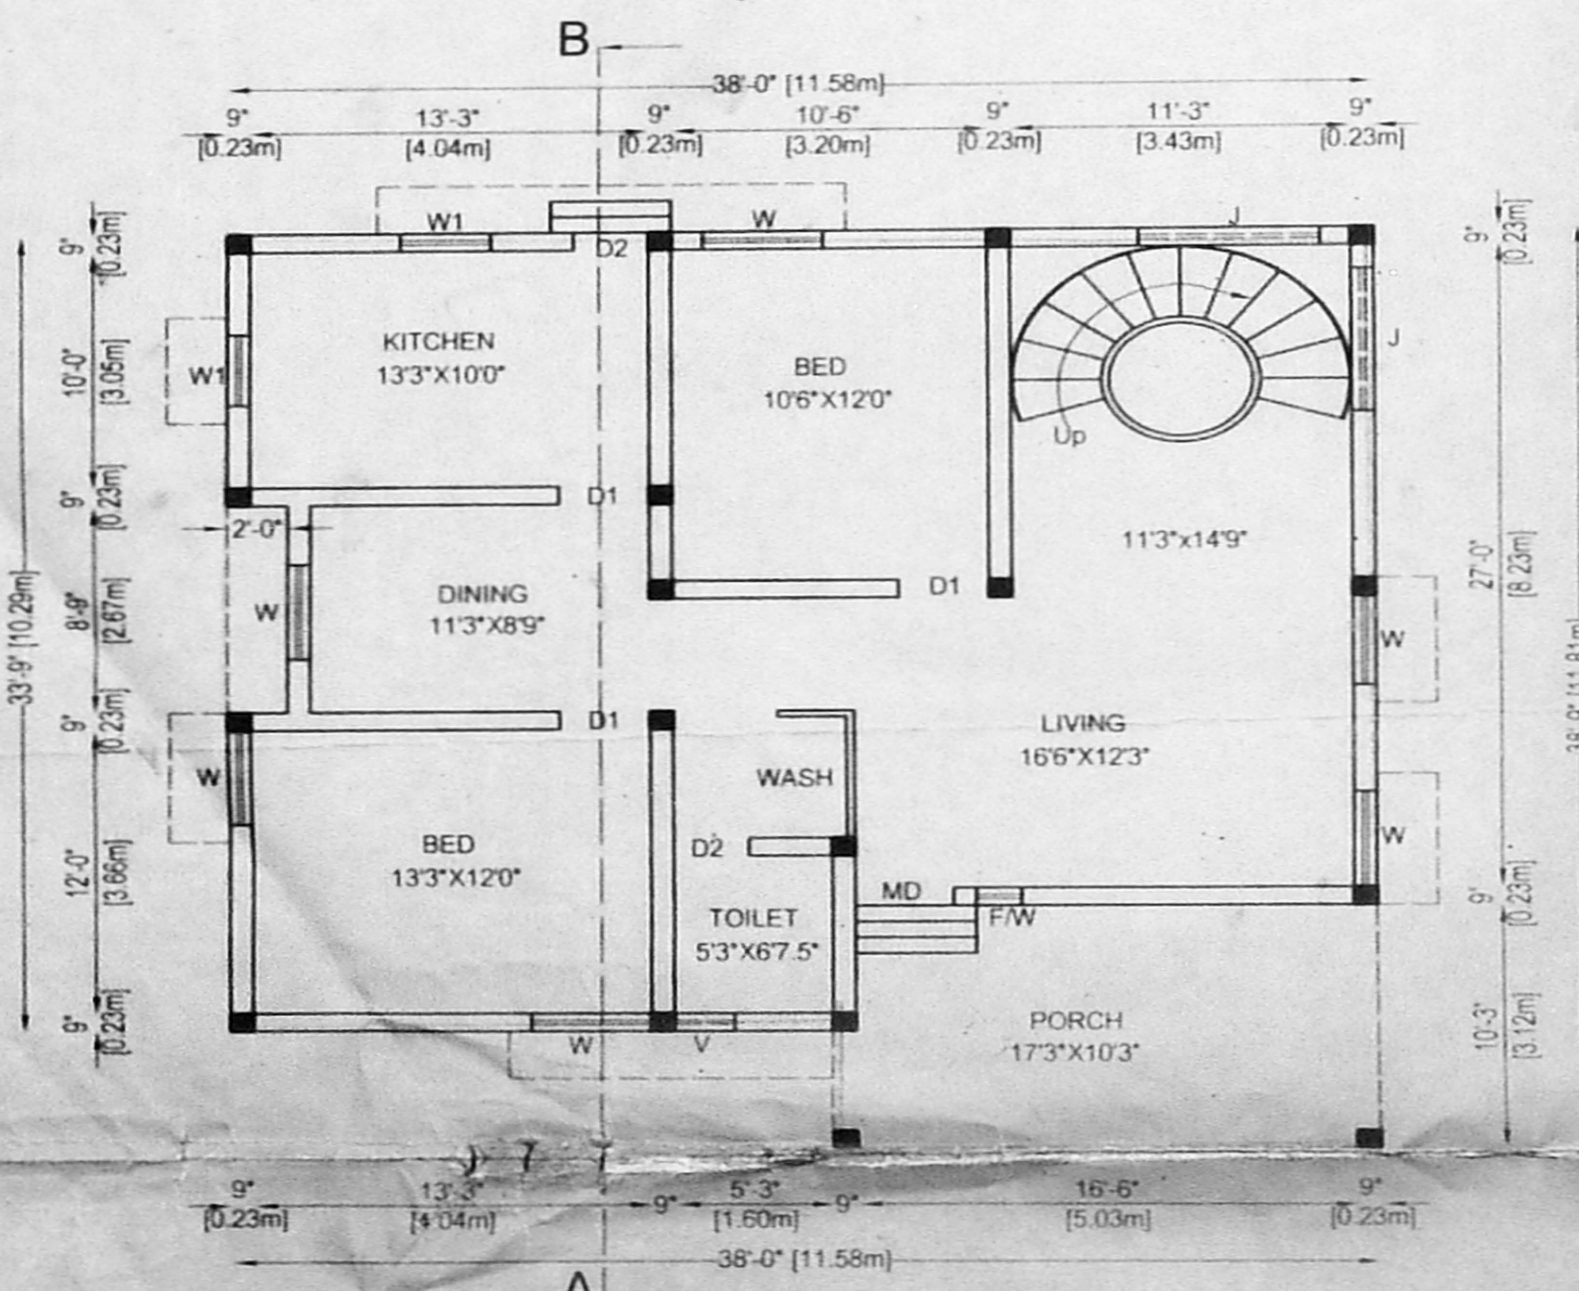 B
38'-0" [11.58m]
9" 13'-3" 9" 10'-6" 9" 11'-3" 9"
[0.23m] [4.04m] [0.23m] [3.20m] [0.23m] [3.43m] [0.23m]
W1 W J
D2
9" [0.23m]
9" [0.23m]
KITCHEN
13'3"X10'0"
W1
10'-0" [3.05m]
BED
10'6"X12'0"
J
Up
9" [0.23m]
D1
2'-0"
11'3"x14'9"
27'-0" [8.23m]
33'-9" [10.29m]
8'-9" [2.67m]
W
DINING
11'3"X8'9"
D1
W
9" [0.23m]
D1
LIVING
16'6"X12'3"
W
WASH
W
12'-0" [3.66m]
BED
13'3"X12'0"
D2
MD
F/W
9" [0.23m]
TOILET
5'3"X6'7.5"
PORCH
17'3"X10'3"
10'-3" [3.12m]
9" [0.23m]
W V
9" 13'-3" 9" 5'-3" 9" 16'-6" 9"
[0.23m] [4.04m] [1.60m] [5.03m] [0.23m]
38'-0" [11.58m]
A